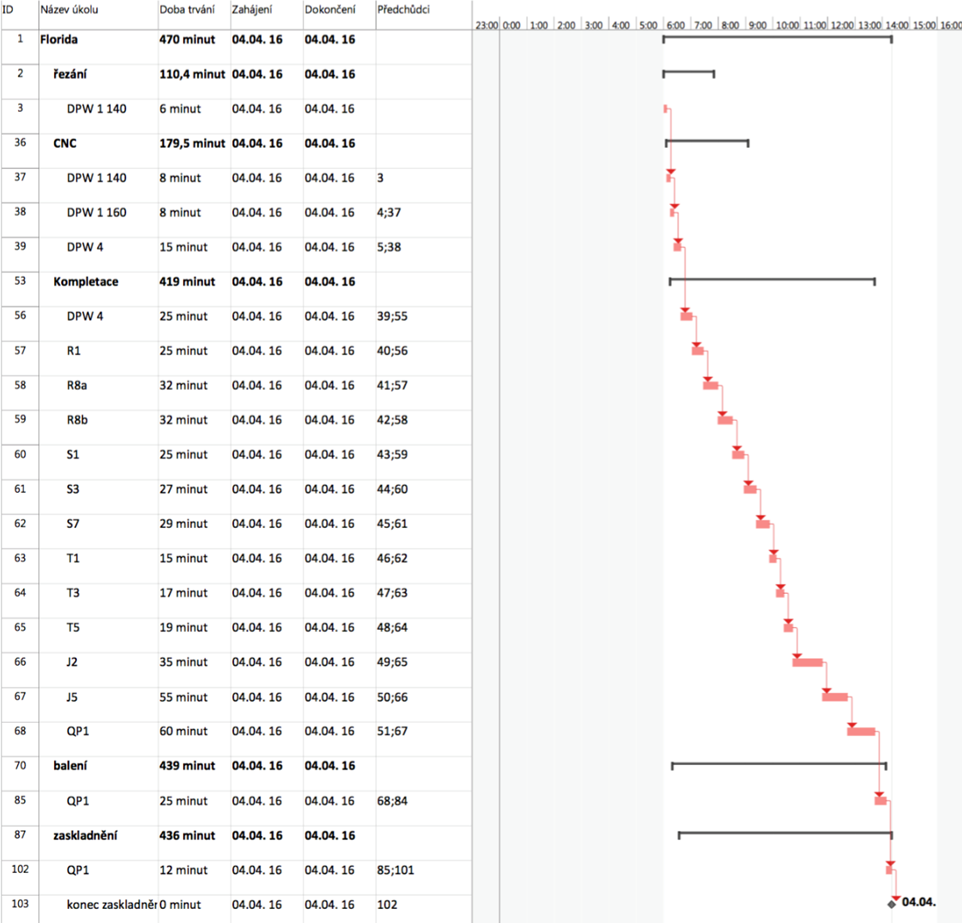 ID Název úkolu Doba trvání Zahájení Dokončení Předchůdci
23:00 0:00 1:00 2:00 3:00 4:00 5:00 6:00 7:00 8:00 9:00 10:00 11:00 12:00 13:00 14:00 15:00 16:00
1 Florida 470 minut 04.04. 16 04.04. 16
2 řezání 110,4 minut 04.04. 16 04.04. 16
3 DPW 1 140 6 minut 04.04. 16 04.04. 16
36 CNC 179,5 minut 04.04. 16 04.04. 16
37 DPW 1 140 8 minut 04.04. 16 04.04. 16 3
38 DPW 1 160 8 minut 04.04. 16 04.04. 16 4;37
39 DPW 4 15 minut 04.04. 16 04.04. 16 5;38
53 Kompletace 419 minut 04.04. 16 04.04. 16
56 DPW 4 25 minut 04.04. 16 04.04. 16 39;55
57 R1 25 minut 04.04. 16 04.04. 16 40;56
58 R8a 32 minut 04.04. 16 04.04. 16 41;57
59 R8b 32 minut 04.04. 16 04.04. 16 42;58
60 S1 25 minut 04.04. 16 04.04. 16 43;59
61 S3 27 minut 04.04. 16 04.04. 16 44;60
62 S7 29 minut 04.04. 16 04.04. 16 45;61
63 T1 15 minut 04.04. 16 04.04. 16 46;62
64 T3 17 minut 04.04. 16 04.04. 16 47;63
65 T5 19 minut 04.04. 16 04.04. 16 48;64
66 J2 35 minut 04.04. 16 04.04. 16 49;65
67 J5 55 minut 04.04. 16 04.04. 16 50;66
68 QP1 60 minut 04.04. 16 04.04. 16 51;67
70 balení 439 minut 04.04. 16 04.04. 16
85 QP1 25 minut 04.04. 16 04.04. 16 68;84
87 zaskladnění 436 minut 04.04. 16 04.04. 16
102 QP1 12 minut 04.04. 16 04.04. 16 85;101
103 konec zaskladněr 0 minut 04.04. 16 04.04. 16 102 04.04.